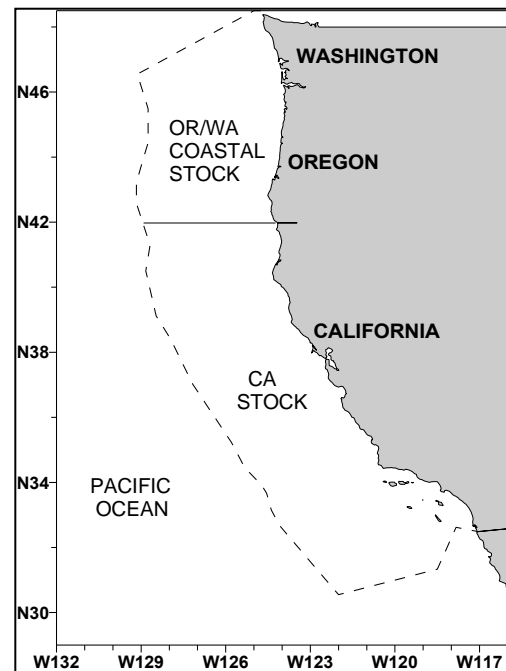 WASHINGTON
N46
OR/WA
COASTAL
STOCK
OREGON
N42
CALIFORNIA
N38
CA
STOCK
N34
PACIFIC
OCEAN
N30
W132 W129 W126 W123 W120 W117